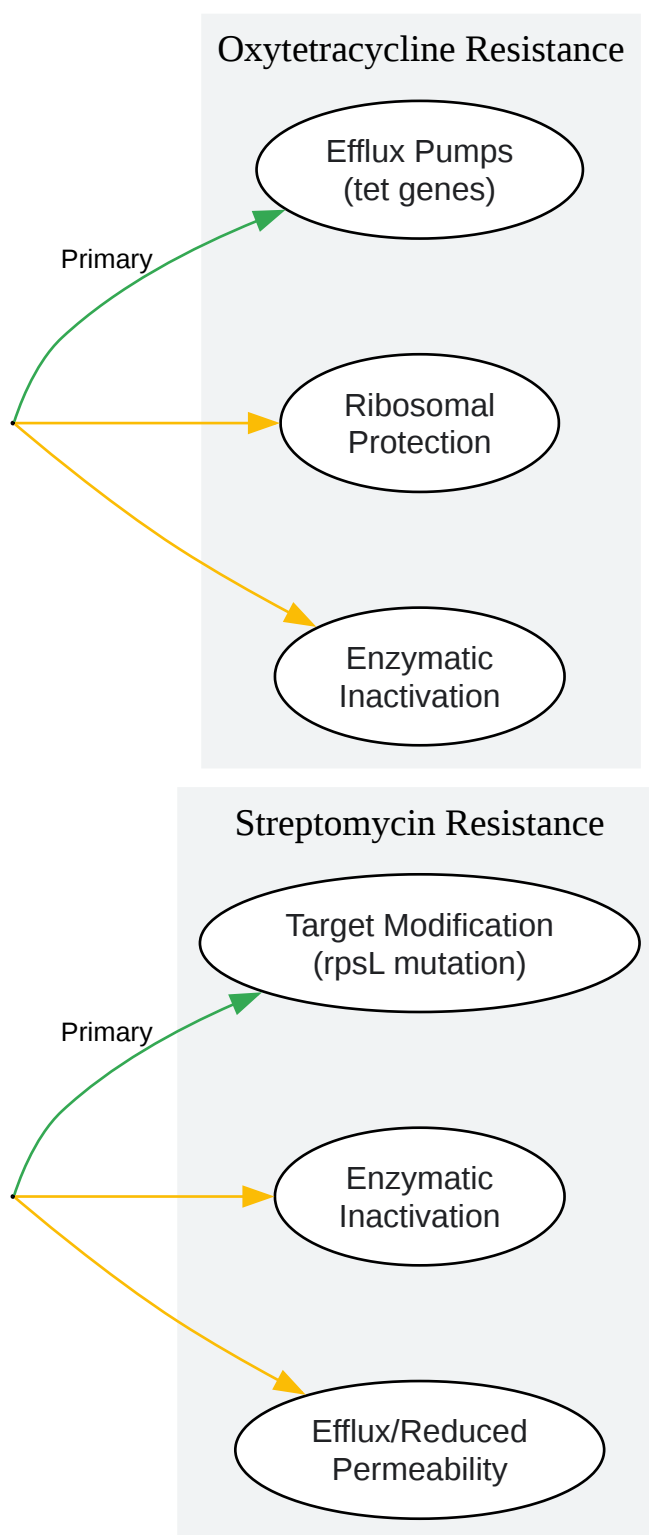 Oxytetracycline Resistance
Efflux Pumps
(tet genes)
Primary
Ribosomal
Protection
Enzymatic
Inactivation
Streptomycin Resistance
Target Modification
(rpsL mutation)
Primary
Enzymatic
Inactivation
Efflux/Reduced
Permeability